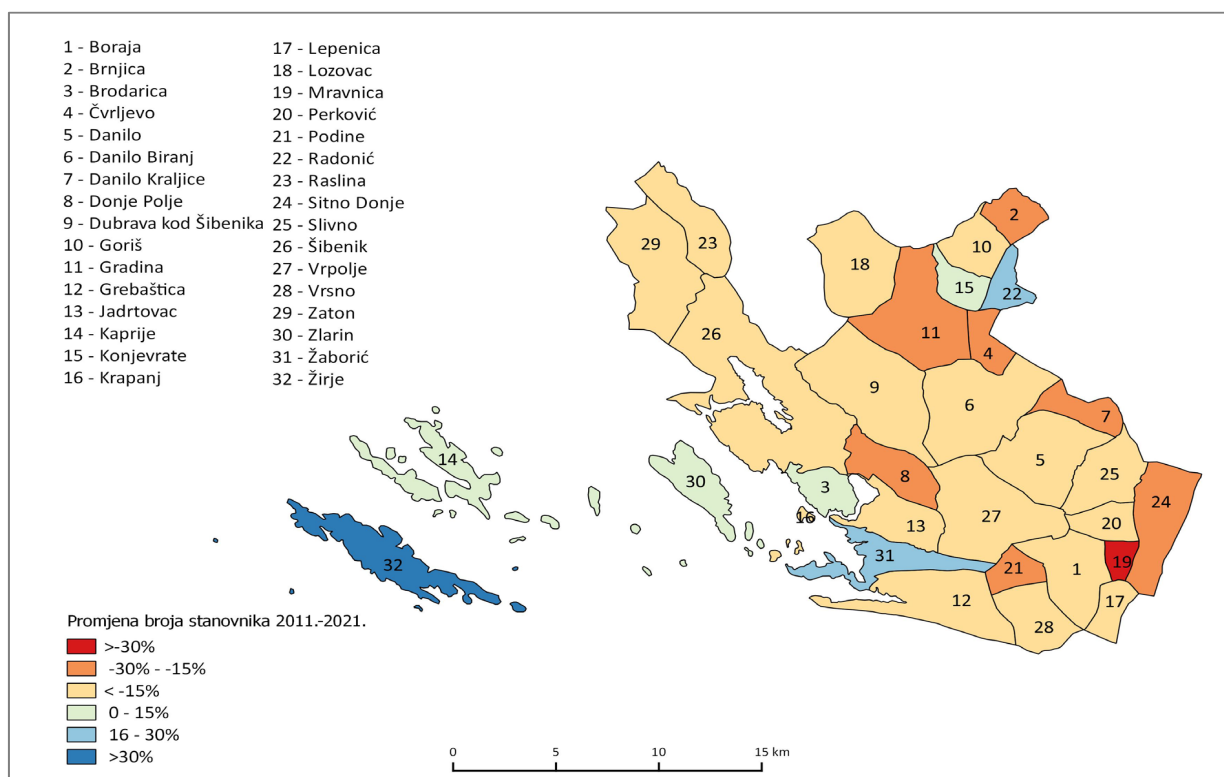 1 - Boraja
2 - Brnjica
3 - Brodarica
4 - Čvrljevo
5 - Danilo
6 - Danilo Biranj
7 - Danilo Kraljice
8 - Donje Polje
9 - Dubrava kod Šibenika
10 - Goriš
11 - Gradina
12 - Grebaštica
13 - Jadrtovac
14 - Kaprije
15 - Konjevrate
16 - Krapanj
17 - Lepenica
18 - Lozovac
19 - Mravnica
20 - Perković
21 - Podine
22 - Radonić
23 - Raslina
24 - Sitno Donje
25 - Slivno
26 - Šibenik
27 - Vrpolje
28 - Vrsno
29 - Zaton
30 - Zlarin
31 - Žaborić
32 - Žirje
2
29
23
10
18
15
22
26
11
4
9
6
7
14
5
30
3
8
25
24
16
13
27
20
32
31
21
1
19
12
17
28
Promjena broja stanovnika 2011.-2021.
>-30%
-30% - -15%
< -15%
0 - 15%
16 - 30%
>30%
0 5 10 15 km